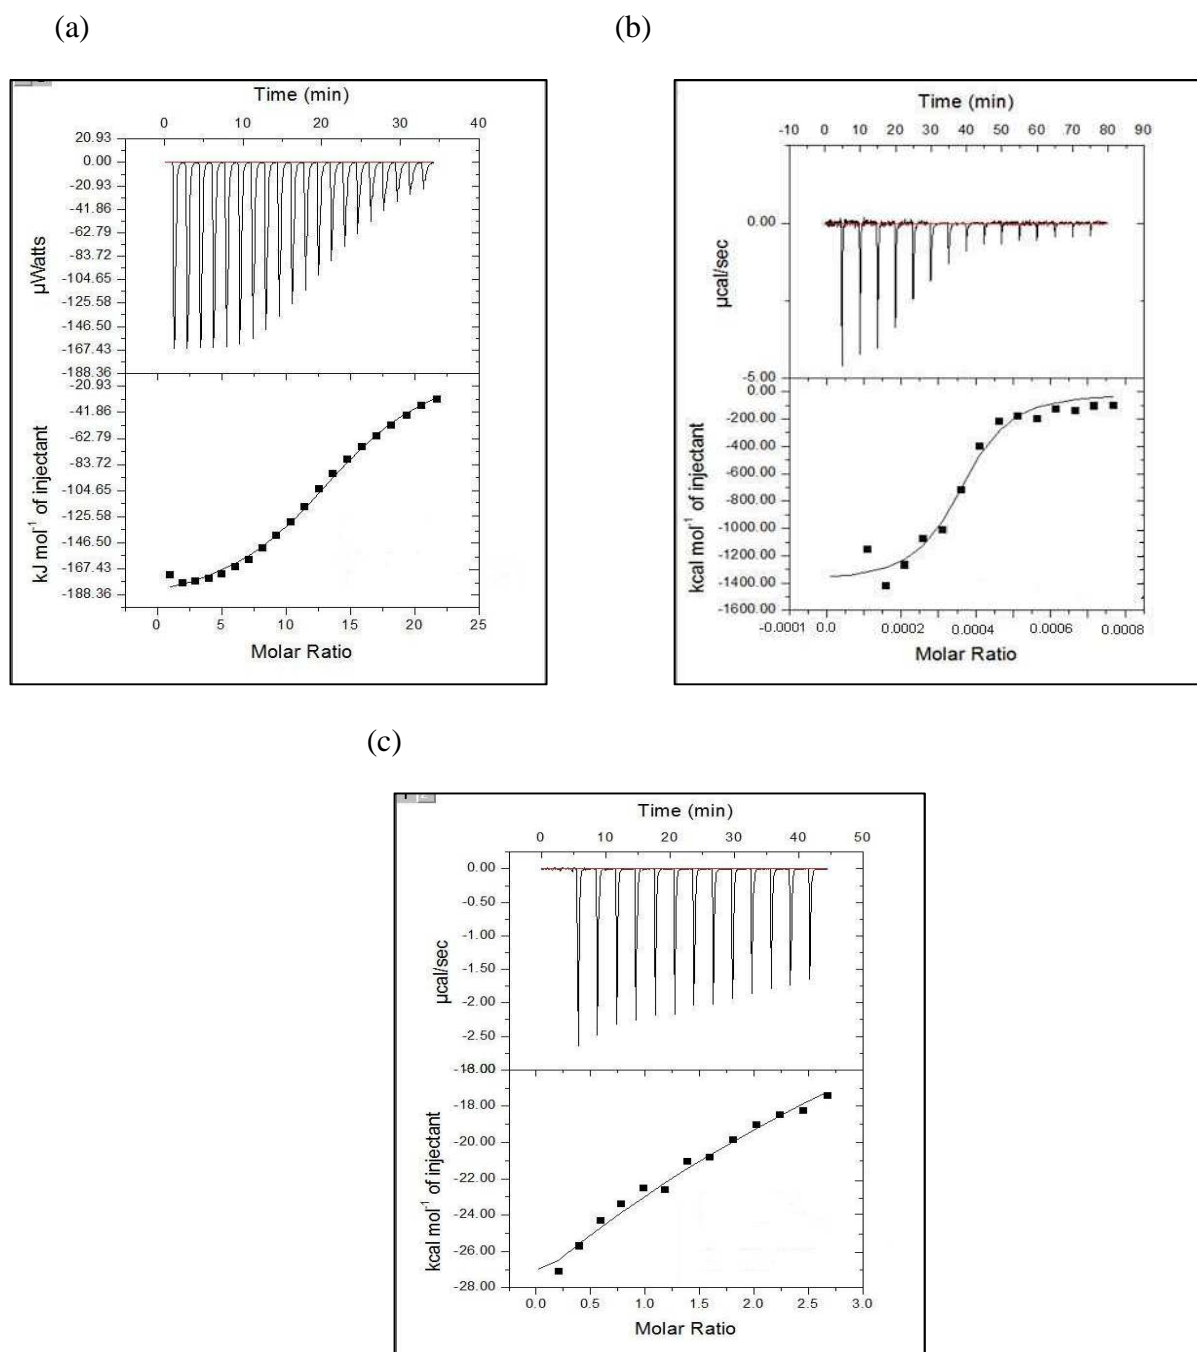 (a)
(b)
Time (min)
0 10 20 30 40
20.93
0.00
-20.93
-41.86
-62.79
-83.72
-104.65
-125.58
-146.50
-167.43
-188.36
µWatts
-20.93
-41.86
-62.79
-83.72
-104.65
-125.58
-146.50
-167.43
-188.36
kJ mol⁻¹ of injectant
0 5 10 15 20 25
Molar Ratio
Time (min)
-10 0 10 20 30 40 50 60 70 80 90
0.00
-5.00
µcal/sec
0.00
-200.00
-400.00
-600.00
-800.00
-1000.00
-1200.00
-1400.00
-1600.00
kcal mol⁻¹ of injectant
-0.0001 0.0 0.0002 0.0004 0.0006 0.0008
Molar Ratio
(c)
Time (min)
0 10 20 30 40 50
0.00
-0.50
-1.00
-1.50
-2.00
-2.50
µcal/sec
-18.00
-18.00
-20.00
-22.00
-24.00
-26.00
-28.00
kcal mol⁻¹ of injectant
0.0 0.5 1.0 1.5 2.0 2.5 3.0
Molar Ratio